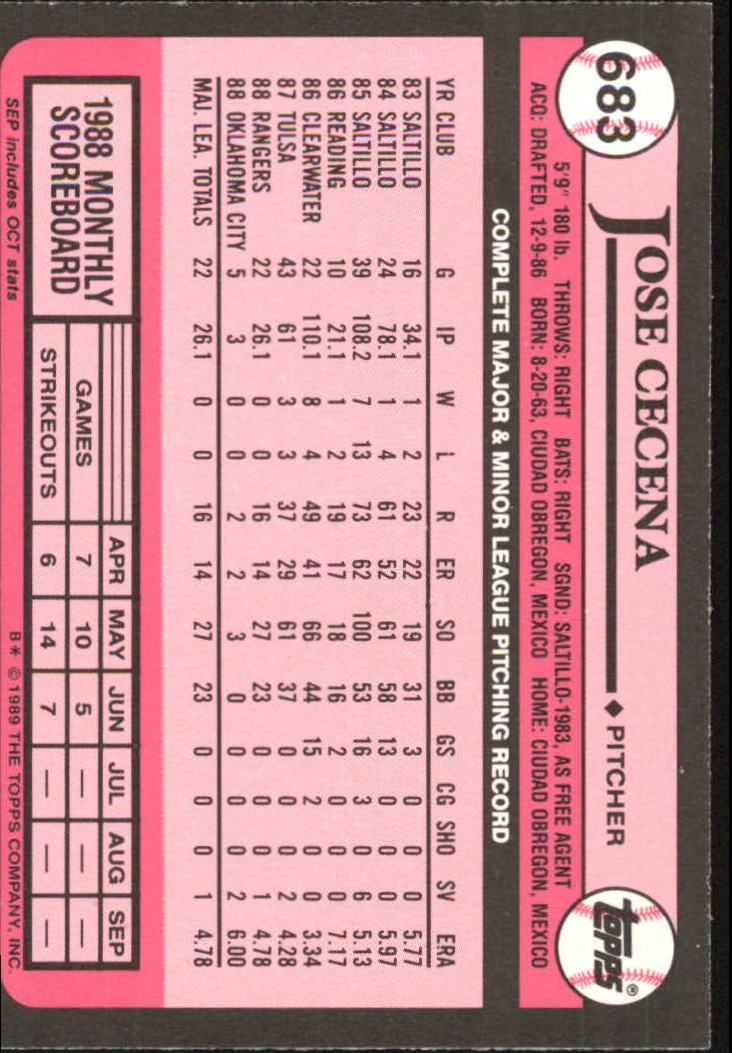 683
JOSE CECENA ♦ PITCHER
topps®
5'9" 180 lb. THROWS: RIGHT BATS: RIGHT SGND: SALTILLO-1983, AS FREE AGENT
ACQ: DRAFTED, 12-9-86 BORN: 8-20-63, CIUDAD OBREGON, MEXICO HOME: CIUDAD OBREGON, MEXICO
COMPLETE MAJOR & MINOR LEAGUE PITCHING RECORD
YR CLUB G IP W L R ER SO BB GS CG SHO SV ERA
83 SALTILLO 16 34.1 1 2 23 22 19 31 3 0 0 0 5.77
84 SALTILLO 24 78.1 1 4 61 52 61 58 13 0 0 0 5.97
85 SALTILLO 39 108.2 7 13 73 62 100 53 16 3 0 6 5.13
86 READING 10 21.1 1 2 19 17 18 16 2 0 0 0 7.17
86 CLEARWATER 22 110.1 8 4 49 41 66 44 15 2 0 0 3.34
87 TULSA 43 61 3 3 37 29 61 37 0 0 0 2 4.28
88 RANGERS 22 26.1 0 0 16 14 27 23 0 0 0 1 4.78
88 OKLAHOMA CITY 5 3 0 0 2 2 3 0 0 0 0 2 6.00
MAJ. LEA. TOTALS 22 26.1 0 0 16 14 27 23 0 0 0 1 4.78
1988 MONTHLY SCOREBOARD
APR MAY JUN JUL AUG SEP
GAMES 7 10 5 — — —
STRIKEOUTS 6 14 7 — — —
SEP includes OCT stats B* © 1989 THE TOPPS COMPANY, INC.